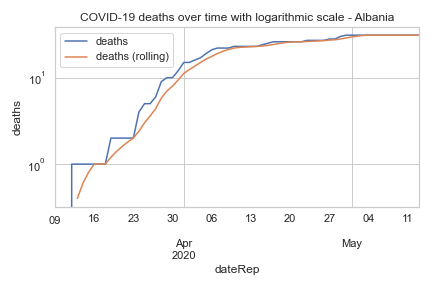 COVID-19 deaths over time with logarithmic scale - Albania
deaths
deaths (rolling)
deaths
10¹
10⁰
09 16 23 30 06 13 20 27 04 11
Apr May
2020
dateRep